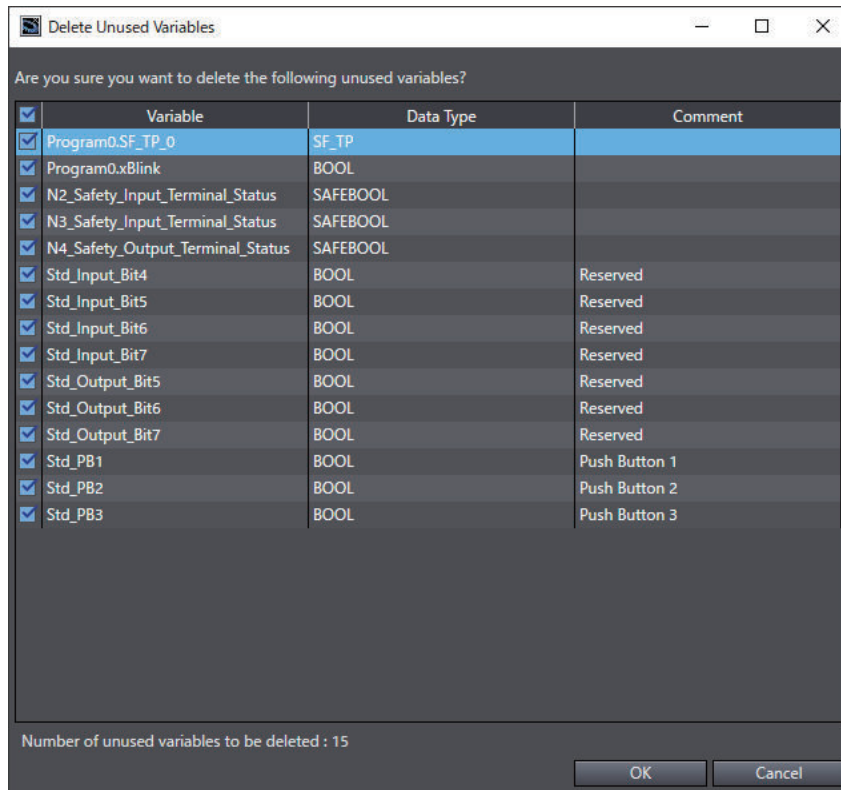 Delete Unused Variables
Are you sure you want to delete the following unused variables?
Variable Data Type Comment
Program0.SF_TP_0 SF_TP
Program0.xBlink BOOL
N2_Safety_Input_Terminal_Status SAFEBOOL
N3_Safety_Input_Terminal_Status SAFEBOOL
N4_Safety_Output_Terminal_Status SAFEBOOL
Std_Input_Bit4 BOOL Reserved
Std_Input_Bit5 BOOL Reserved
Std_Input_Bit6 BOOL Reserved
Std_Input_Bit7 BOOL Reserved
Std_Output_Bit5 BOOL Reserved
Std_Output_Bit6 BOOL Reserved
Std_Output_Bit7 BOOL Reserved
Std_PB1 BOOL Push Button 1
Std_PB2 BOOL Push Button 2
Std_PB3 BOOL Push Button 3
Number of unused variables to be deleted : 15
OK Cancel